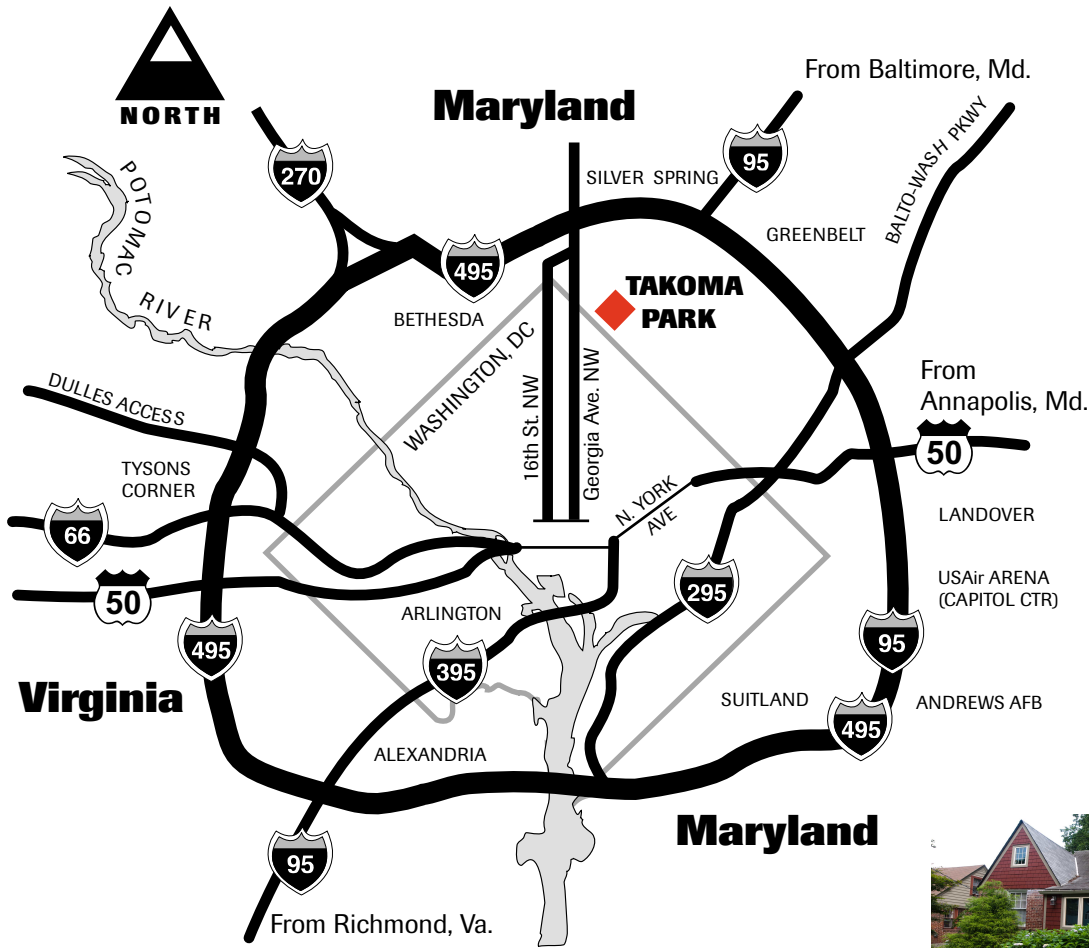 NORTH
Maryland
From Baltimore, Md.
95
BALTO-WASH PKWY
270
SILVER SPRING
GREENBELT
POTOMAC
RIVER
495
BETHESDA
TAKOMA
PARK
WASHINGTON, DC
16th St. NW
Georgia Ave. NW
From
Annapolis, Md.
50
DULLES ACCESS
TYSONS
CORNER
N. YORK
AVE
66
LANDOVER
50
ARLINGTON
295
USAir ARENA
(CAPITOL CTR)
495
395
95
Virginia
SUITLAND
ANDREWS AFB
495
ALEXANDRIA
Maryland
95
From Richmond, Va.